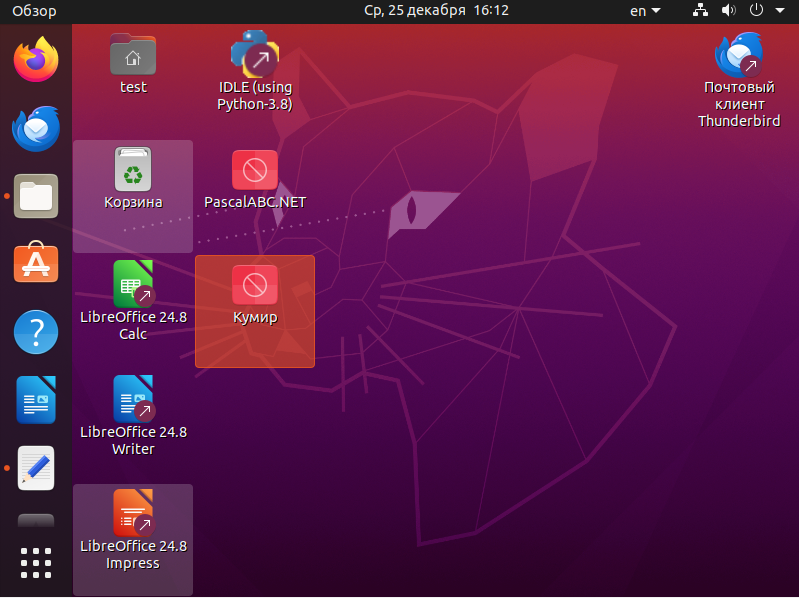 Обзор
Ср, 25 декабря 16:12
en
test
IDLE (using
Python-3.8)
Почтовый
клиент
Thunderbird
Корзина
PascalABC.NET
LibreOffice 24.8
Calc
Кумир
LibreOffice 24.8
Writer
LibreOffice 24.8
Impress